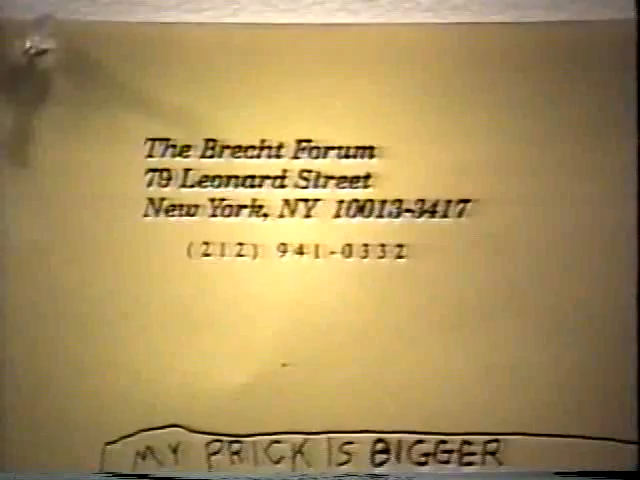 The Brecht Forum
79 Leonard Street
New York, NY 10013-3417
(212) 941-0332
MY PRICK IS BIGGER